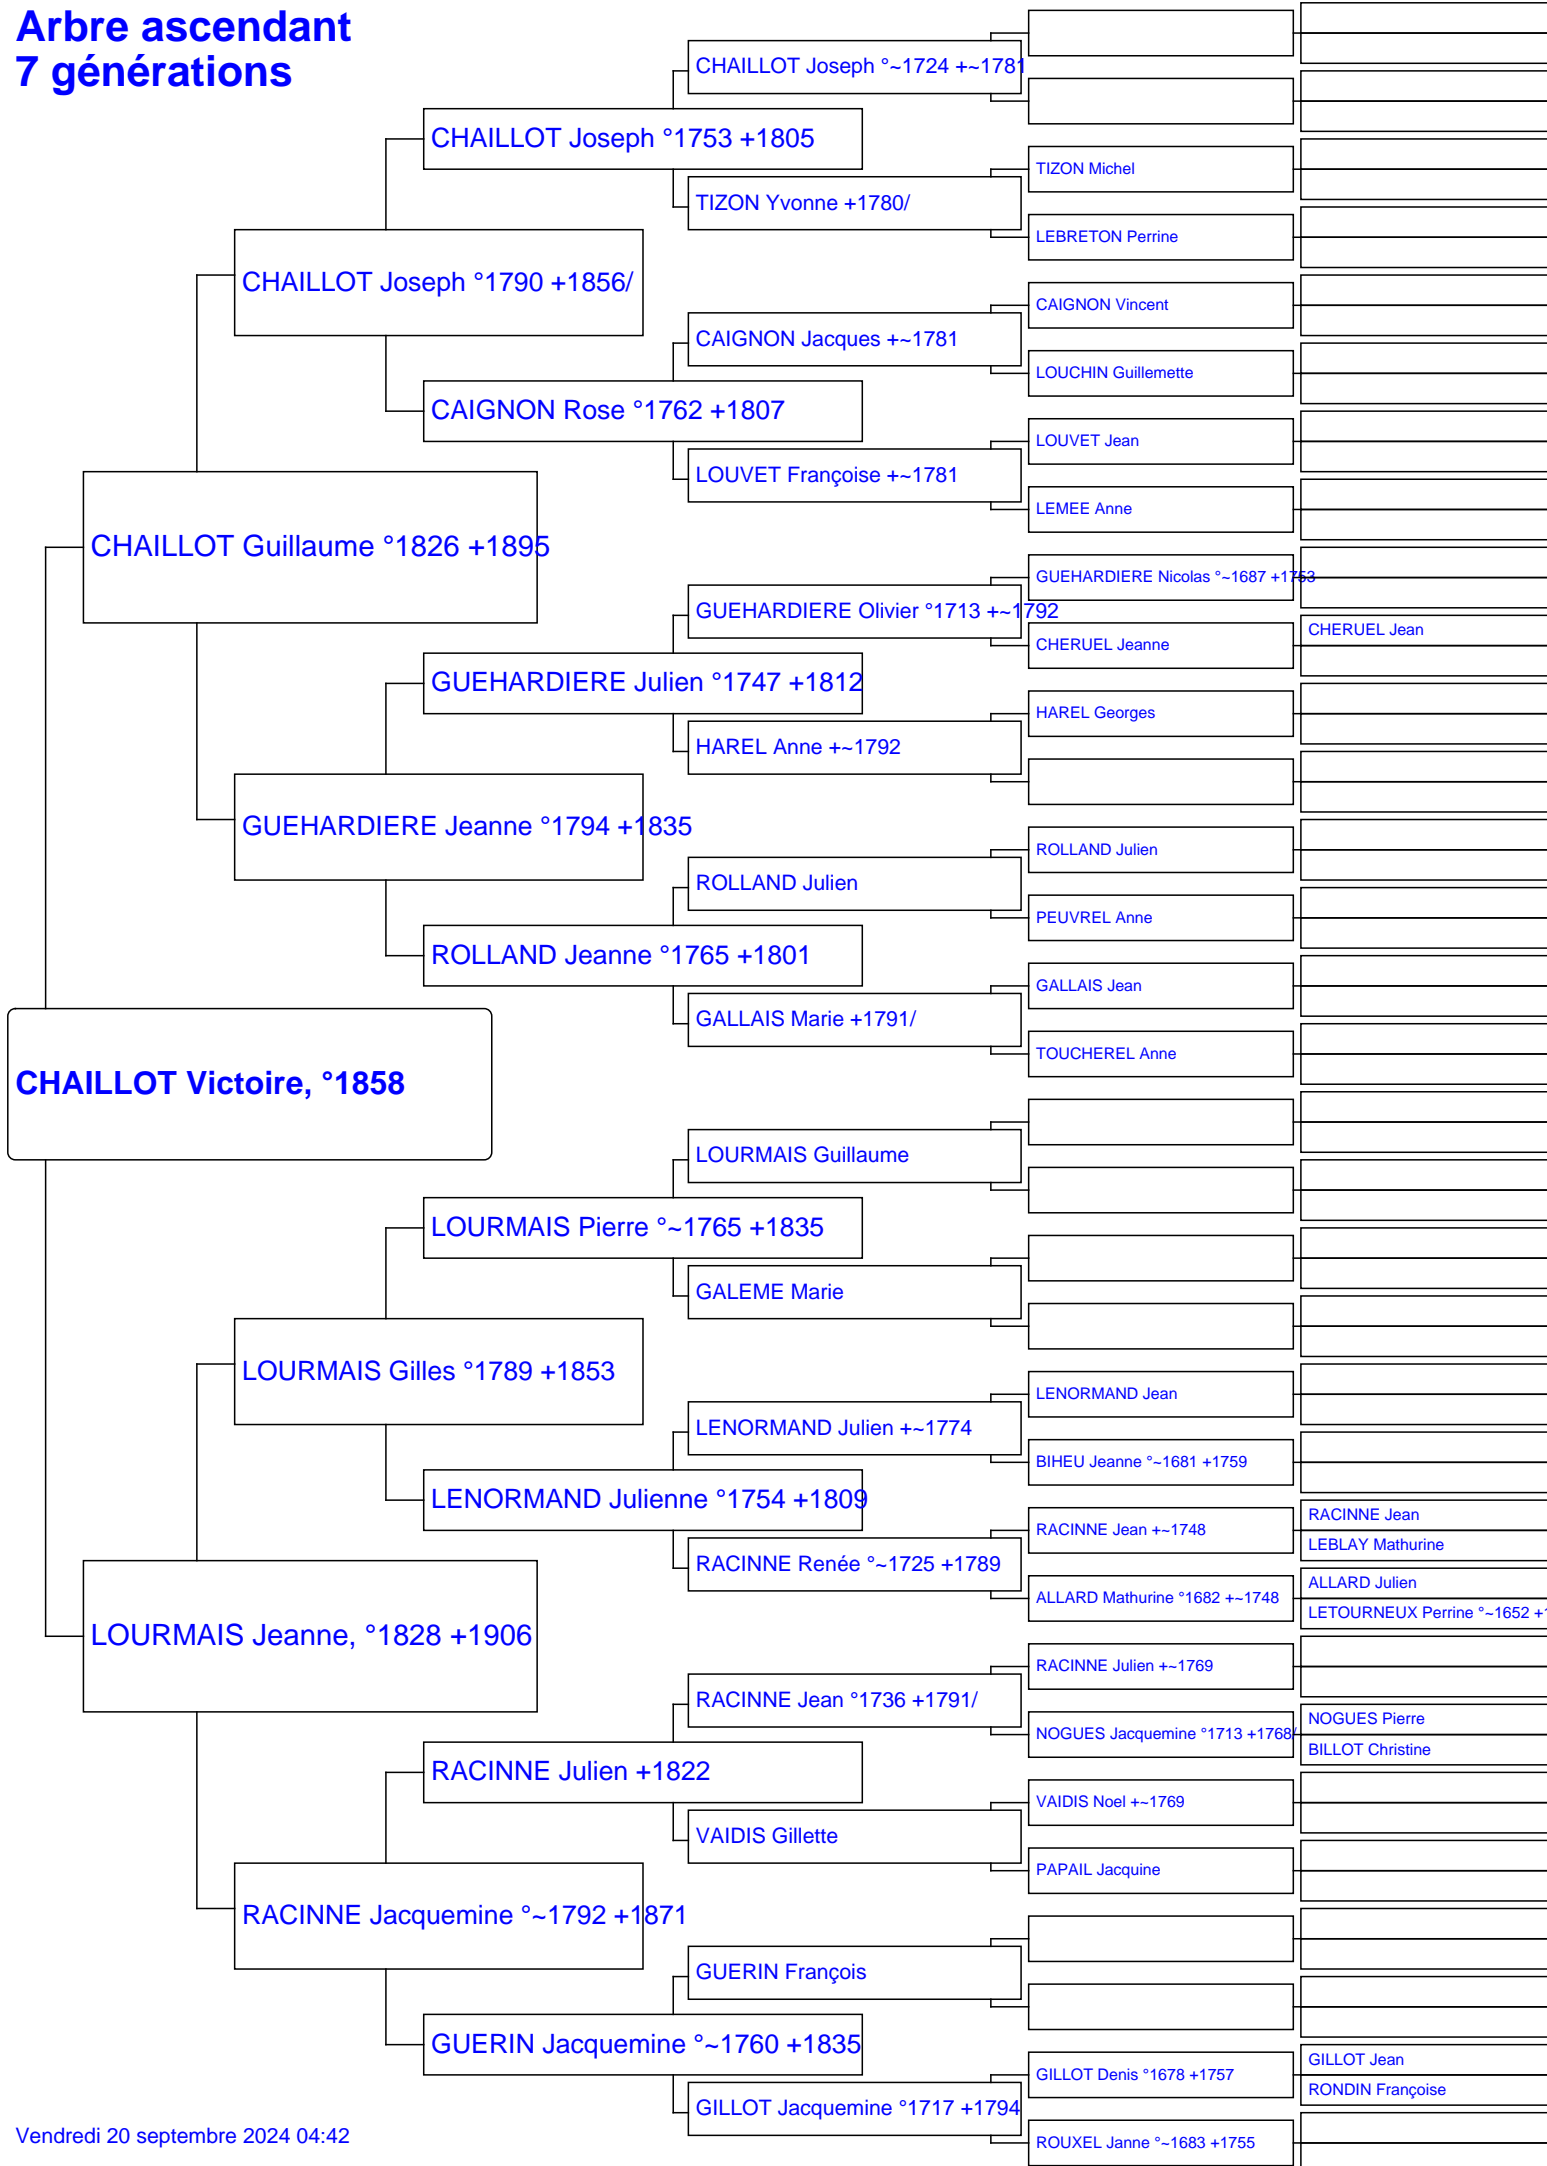 Arbre ascendant
7 générations
CHAILLOT Joseph °~1724 +~1781
CHAILLOT Joseph °1753 +1805
TIZON Michel
TIZON Yvonne +1780/
LEBRETON Perrine
CHAILLOT Joseph °1790 +1856/
CAIGNON Vincent
CAIGNON Jacques +~1781
LOUCHIN Guillemette
CAIGNON Rose °1762 +1807
LOUVET Jean
LOUVET Françoise +~1781
LEMEE Anne
CHAILLOT Guillaume °1826 +1895
GUEHARDIERE Nicolas °~1687 +1753
GUEHARDIERE Olivier °1713 +~1792
CHERUEL Jean
CHERUEL Jeanne
GUEHARDIERE Julien °1747 +1812
HAREL Georges
HAREL Anne +~1792
GUEHARDIERE Jeanne °1794 +1835
ROLLAND Julien
ROLLAND Julien
PEUVREL Anne
ROLLAND Jeanne °1765 +1801
GALLAIS Jean
GALLAIS Marie +1791/
TOUCHEREL Anne
CHAILLOT Victoire, °1858
LOURMAIS Guillaume
LOURMAIS Pierre °~1765 +1835
GALEME Marie
LOURMAIS Gilles °1789 +1853
LENORMAND Jean
LENORMAND Julien +~1774
BIHEU Jeanne °~1681 +1759
LENORMAND Julienne °1754 +1809
RACINNE Jean
RACINNE Jean +~1748
LEBLAY Mathurine
RACINNE Renée °~1725 +1789
ALLARD Julien
ALLARD Mathurine °1682 +~1748
LETOURNEUX Perrine °~1652 +1
LOURMAIS Jeanne, °1828 +1906
RACINNE Julien +~1769
RACINNE Jean °1736 +1791/
NOGUES Pierre
NOGUES Jacquemine °1713 +1768/
BILLOT Christine
RACINNE Julien +1822
VAIDIS Noel +~1769
VAIDIS Gillette
PAPAIL Jacquine
RACINNE Jacquemine °~1792 +1871
GUERIN François
GUERIN Jacquemine °~1760 +1835
GILLOT Jean
GILLOT Denis °1678 +1757
RONDIN Françoise
GILLOT Jacquemine °1717 +1794
ROUXEL Janne °~1683 +1755
Vendredi 20 septembre 2024 04:42